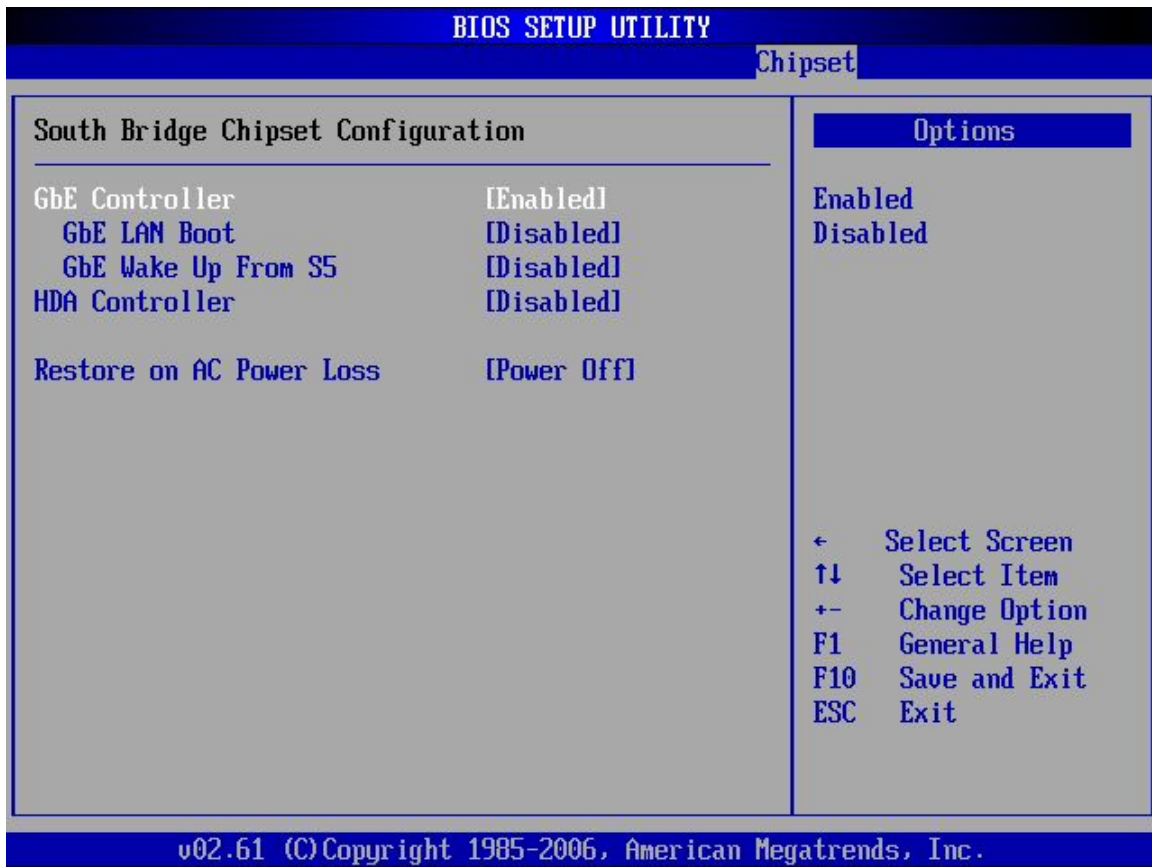 BIOS SETUP UTILITY
Chipset
South Bridge Chipset Configuration
GbE Controller [Enabled]
GbE LAN Boot [Disabled]
GbE Wake Up From S5 [Disabled]
HDA Controller [Disabled]
Restore on AC Power Loss [Power Off]
Options
Enabled
Disabled
← Select Screen
↑↓ Select Item
+- Change Option
F1 General Help
F10 Save and Exit
ESC Exit
v02.61 (C)Copyright 1985-2006, American Megatrends, Inc.